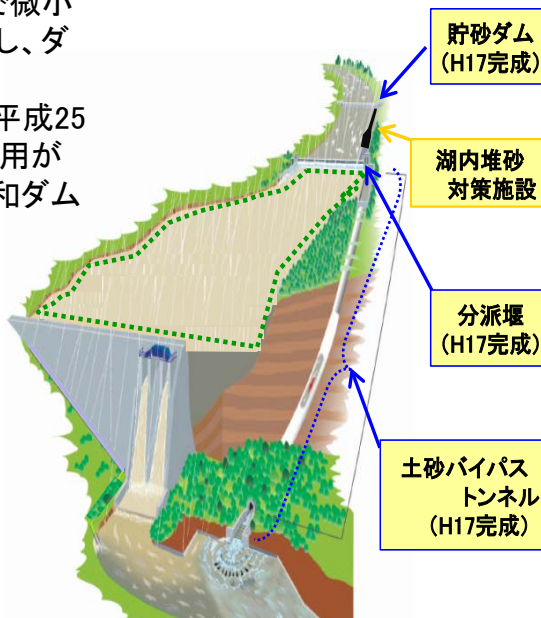 微小
し、ダ
平成25
用が
和ダム
貯砂ダム
(H17完成)
湖内堆砂
対策施設
分派堰
(H17完成)
土砂バイパス
トンネル
(H17完成)